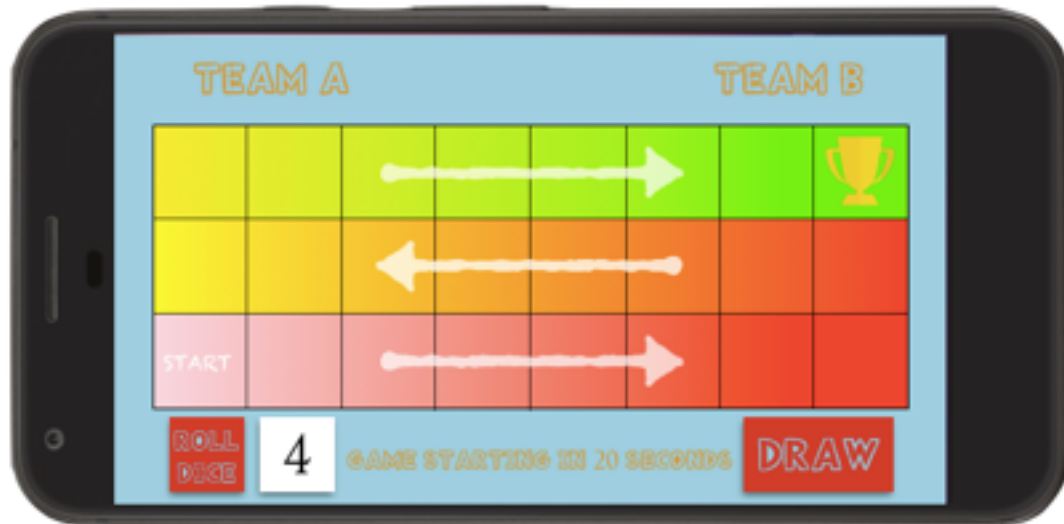 TEAM A
TEAM B
START
ROLL
DICE
4
GAME STARTING IN 20 SECONDS
DRAW